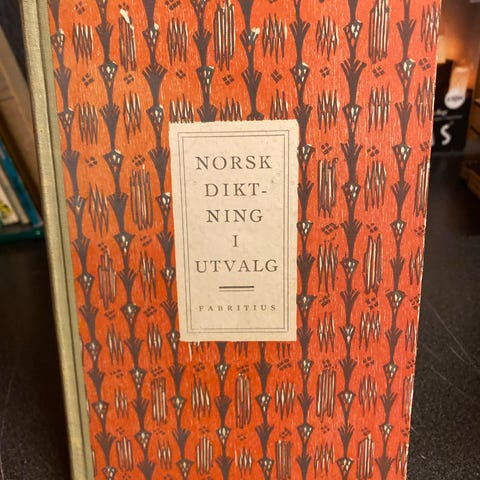 NORSK
DIKT-
NING
I
UTVALG
FABRITIUS
S